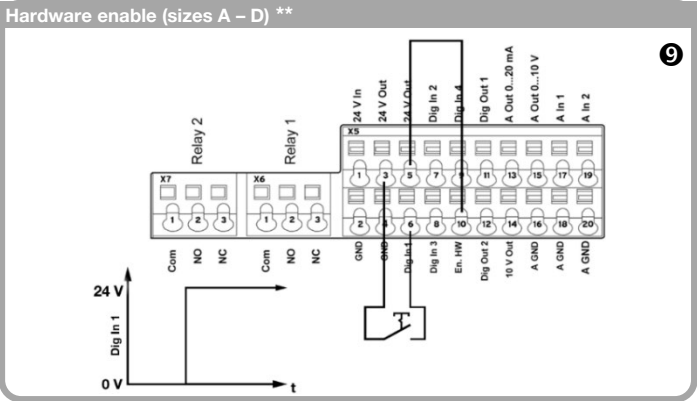 Hardware enable (sizes A – D) **
❾
Relay 2
Relay 1
24 V In
24 V Out
24 V Out
Dig In 2
Dig In 4
Dig Out 1
A Out 0...20 mA
A Out 0...10 V
A In 1
A In 2
X5
1 3 5 7 9 11 13 15 17 19
X7
X6
1 2 3
1 2 3
2 4 6 8 10 12 14 16 18 20
Com
NO
NC
Com
NO
NC
GND
GND
Dig In 1
Dig In 3
En. HW
Dig Out 2
10 V Out
A GND
A GND
A GND
24 V
Dig In 1
0 V
t